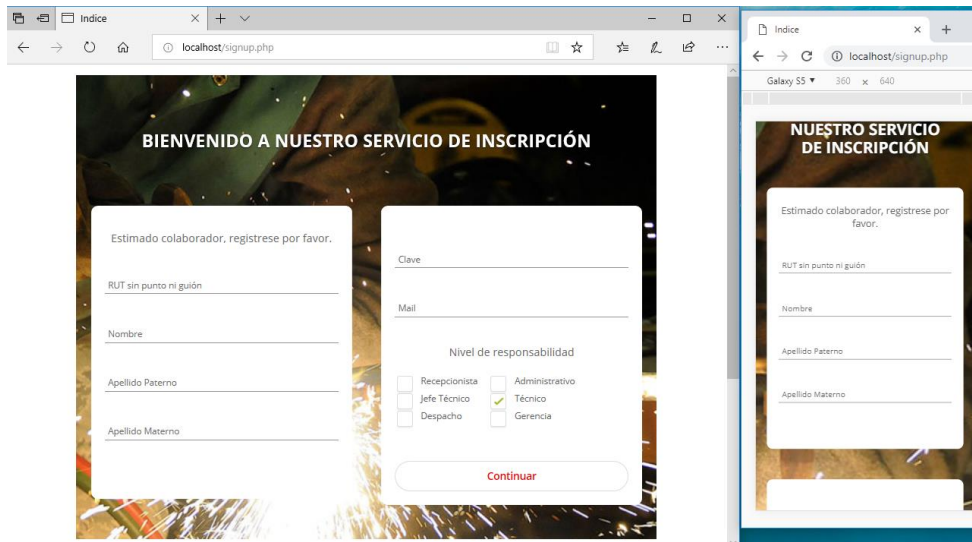 Indice
localhost/signup.php
BIENVENIDO A NUESTRO SERVICIO DE INSCRIPCIÓN
Estimado colaborador, registrese por favor.
RUT sin punto ni guión
Nombre
Apellido Paterno
Apellido Materno
Clave
Mail
Nivel de responsabilidad
Recepcionista Administrativo
Jefe Técnico Técnico
Despacho Gerencia
Continuar
Indice
localhost/signup.php
Galaxy S5 ▼ 360 x 640
NUESTRO SERVICIO
DE INSCRIPCIÓN
Estimado colaborador, registrese por
favor.
RUT sin punto ni guión
Nombre
Apellido Paterno
Apellido Materno